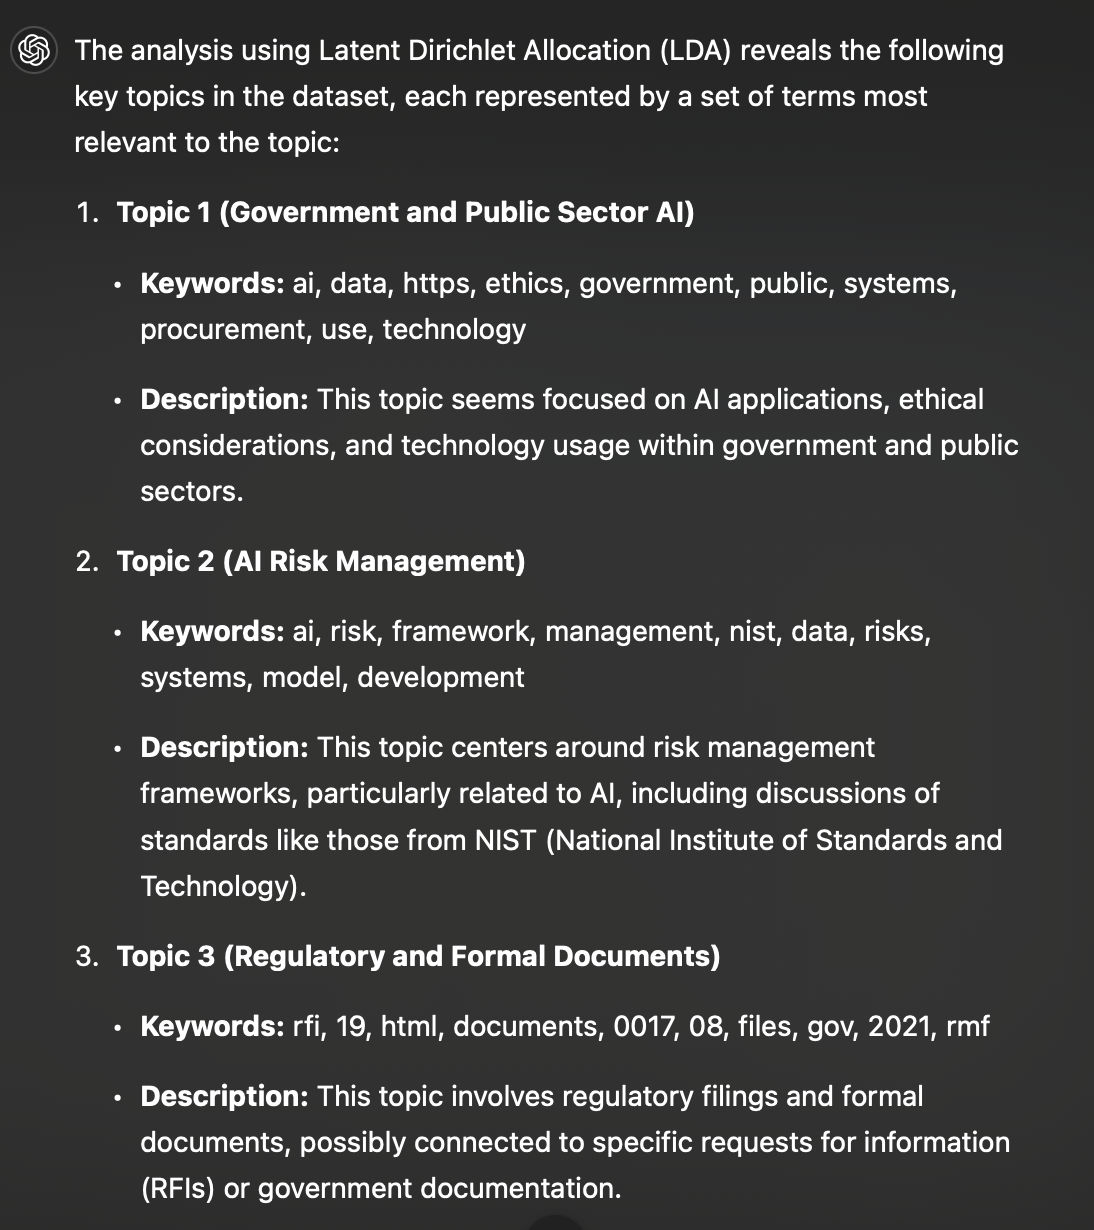 The analysis using Latent Dirichlet Allocation (LDA) reveals the following
key topics in the dataset, each represented by a set of terms most
relevant to the topic:
1. Topic 1 (Government and Public Sector AI)
• Keywords: ai, data, https, ethics, government, public, systems,
procurement, use, technology
• Description: This topic seems focused on AI applications, ethical
considerations, and technology usage within government and public
sectors.
2. Topic 2 (AI Risk Management)
• Keywords: ai, risk, framework, management, nist, data, risks,
systems, model, development
• Description: This topic centers around risk management
frameworks, particularly related to AI, including discussions of
standards like those from NIST (National Institute of Standards and
Technology).
3. Topic 3 (Regulatory and Formal Documents)
• Keywords: rfi, 19, html, documents, 0017, 08, files, gov, 2021, rmf
• Description: This topic involves regulatory filings and formal
documents, possibly connected to specific requests for information
(RFIs) or government documentation.